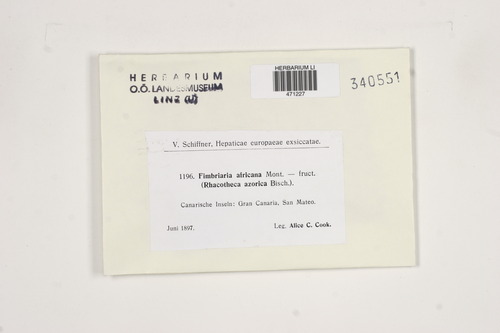 HERBARIUM
O.Ö. LANDESMUSEUM
LINZ (LI)
HERBARIUM LI
471227
340551
V. Schiffner, Hepaticae europaeae exsiccatae.
1196. Fimbriaria africana Mont. — fruct.
(Rhacotheca azorica Bisch.).
Canarische Inseln: Gran Canaria, San Mateo.
Juni 1897.
Leg. Alice C. Cook.